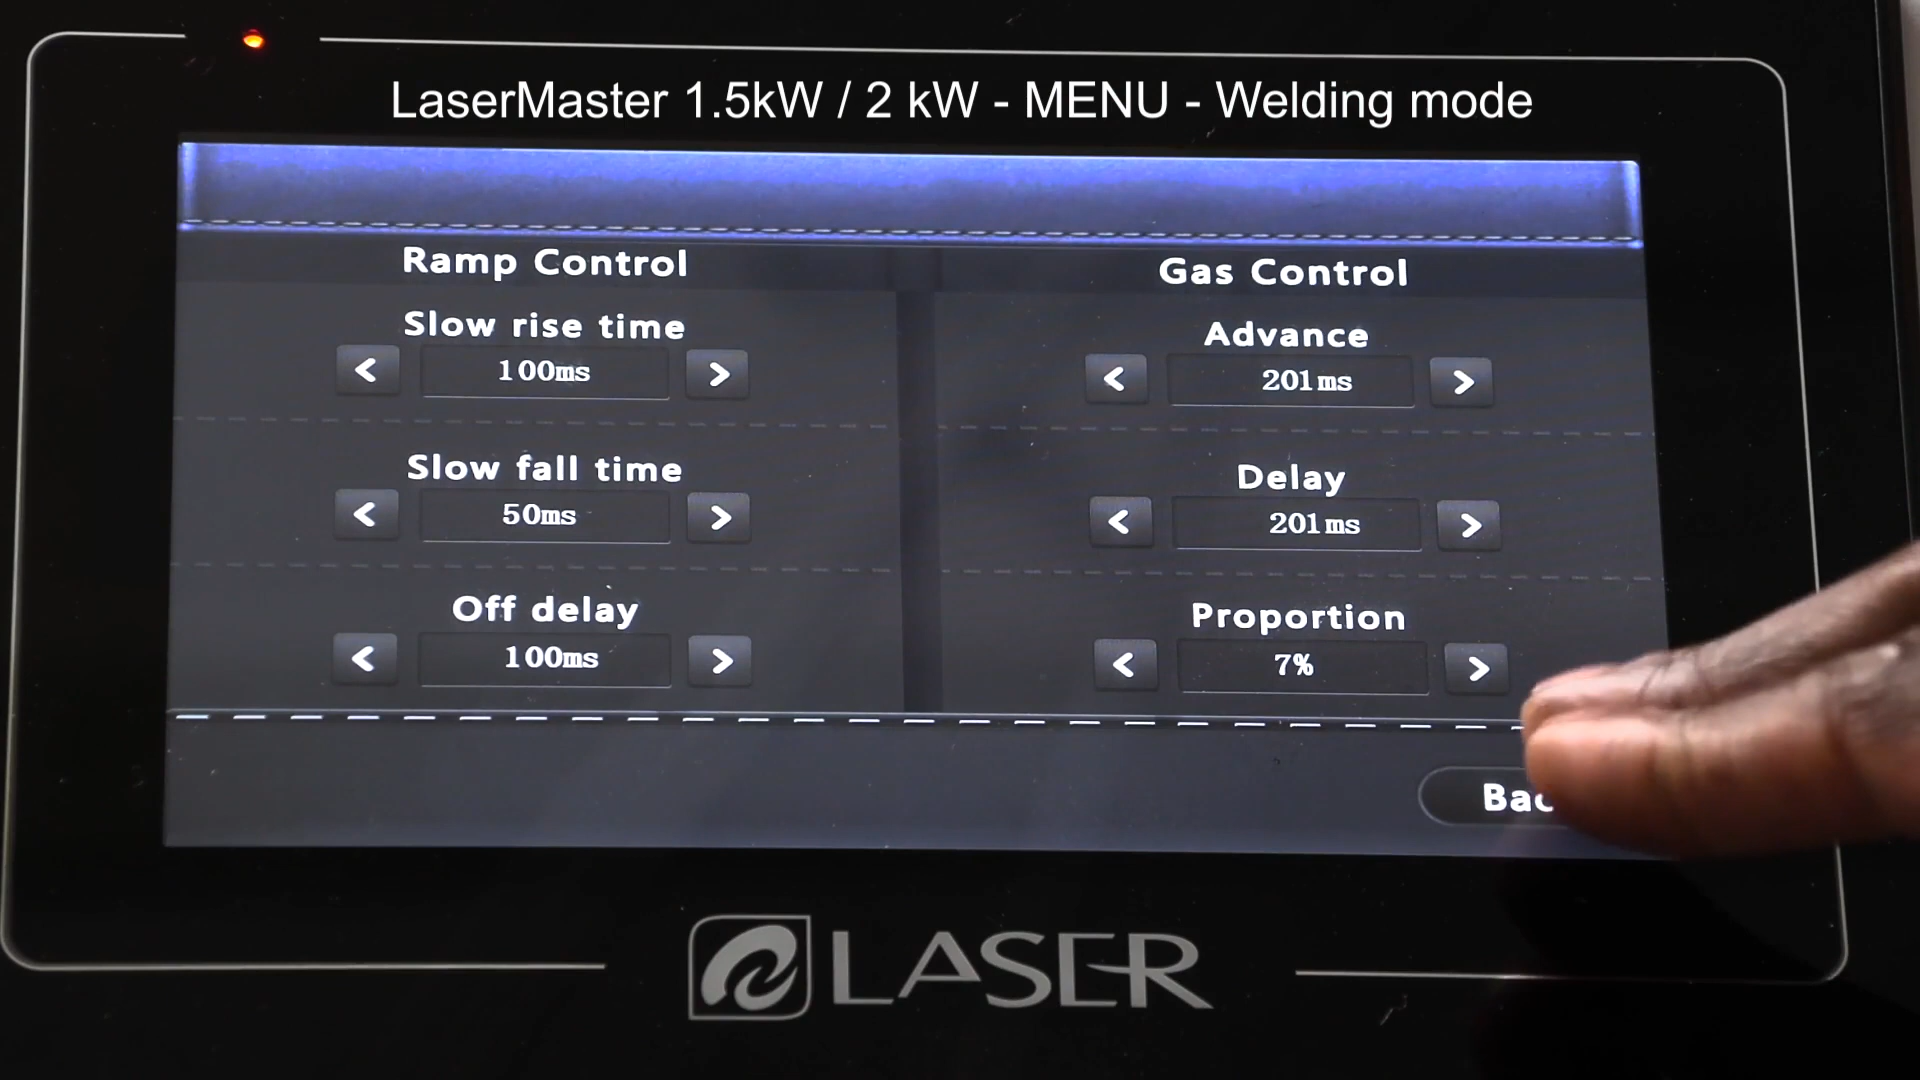 LaserMaster 1.5kW / 2 kW - MENU - Welding mode
Ramp Control
Slow rise time
< 100ms >
Slow fall time
< 50ms >
Off delay
< 100ms >
Gas Control
Advance
< 201ms >
Delay
< 201ms >
Proportion
< 7% >
LASER